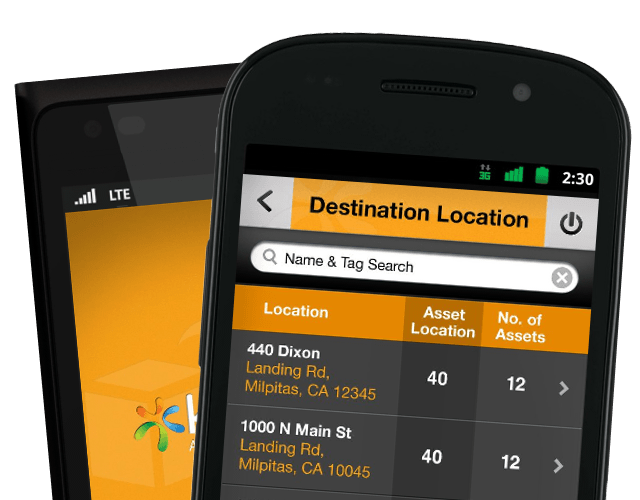 LTE
3G
2:30
Destination Location
Name & Tag Search
Location
Asset
Location
No. of
Assets
440 Dixon
Landing Rd,
Milpitas, CA 12345
40
12
1000 N Main St
Landing Rd,
Milpitas, CA 10045
40
12